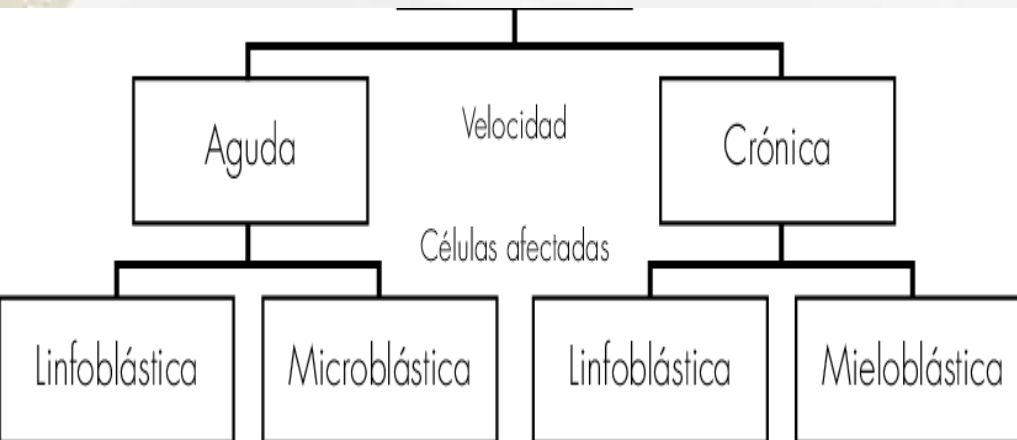 Aguda
Velocidad
Crónica
Células afectadas
Linfoblástica
Microblástica
Linfoblástica
Mieloblástica